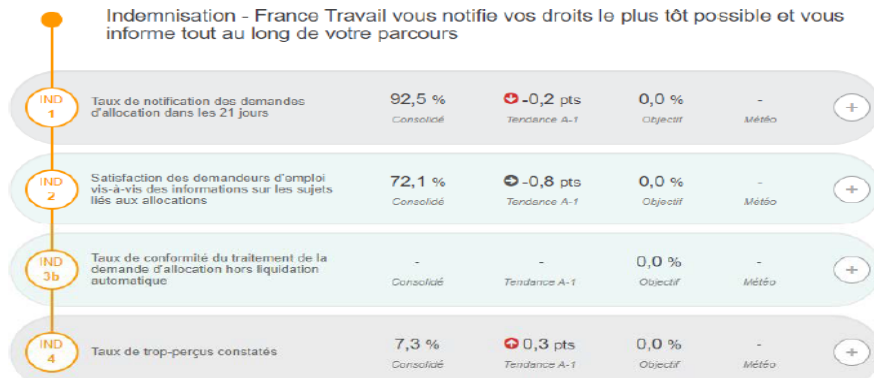 Indemnisation - France Travail vous notifie vos droits le plus tôt possible et vous
informe tout au long de votre parcours
IND
1
Taux de notification des demandes
d'allocation dans les 21 jours
92,5 %
Consolidé
-0,2 pts
Tendance A-1
0,0 %
Objectif
-
Météo
+
IND
2
Satisfaction des demandeurs d'emploi
vis-à-vis des informations sur les sujets
liés aux allocations
72,1 %
Consolidé
-0,8 pts
Tendance A-1
0,0 %
Objectif
-
Météo
+
IND
3b
Taux de conformité du traitement de la
demande d'allocation hors liquidation
automatique
-
Consolidé
-
Tendance A-1
0,0 %
Objectif
-
Météo
+
IND
4
Taux de trop-perçus constatés
7,3 %
Consolidé
0,3 pts
Tendance A-1
0,0 %
Objectif
-
Météo
+